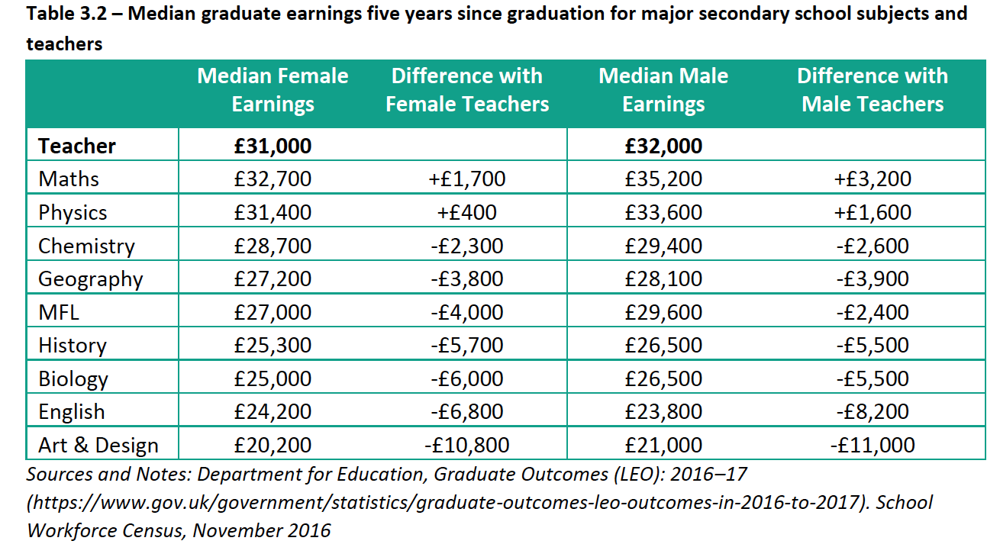 Table 3.2 – Median graduate earnings five years since graduation for major secondary school subjects and
teachers
Median Female Earnings Difference with Female Teachers Median Male Earnings Difference with Male Teachers
Teacher £31,000 £32,000
Maths £32,700 +£1,700 £35,200 +£3,200
Physics £31,400 +£400 £33,600 +£1,600
Chemistry £28,700 -£2,300 £29,400 -£2,600
Geography £27,200 -£3,800 £28,100 -£3,900
MFL £27,000 -£4,000 £29,600 -£2,400
History £25,300 -£5,700 £26,500 -£5,500
Biology £25,000 -£6,000 £26,500 -£5,500
English £24,200 -£6,800 £23,800 -£8,200
Art & Design £20,200 -£10,800 £21,000 -£11,000
Sources and Notes: Department for Education, Graduate Outcomes (LEO): 2016–17
(https://www.gov.uk/government/statistics/graduate-outcomes-leo-outcomes-in-2016-to-2017). School
Workforce Census, November 2016